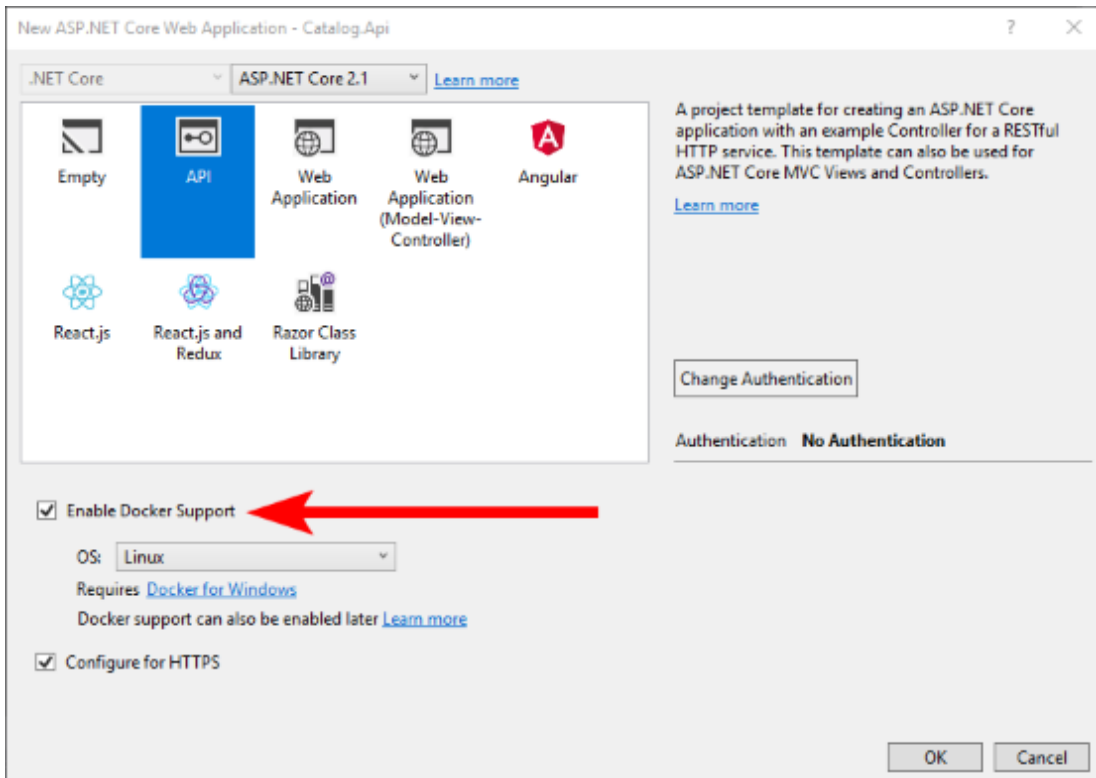 New ASP.NET Core Web Application - Catalog.Api
?
.NET Core
ASP.NET Core 2.1
Learn more
Empty
API
Web
Application
Web
Application
(Model-View-
Controller)
Angular
React.js
React.js and
Redux
Razor Class
Library
A project template for creating an ASP.NET Core
application with an example Controller for a RESTful
HTTP service. This template can also be used for
ASP.NET Core MVC Views and Controllers.
Learn more
Change Authentication
Authentication No Authentication
Enable Docker Support
OS: Linux
Requires Docker for Windows
Docker support can also be enabled later Learn more
Configure for HTTPS
OK
Cancel